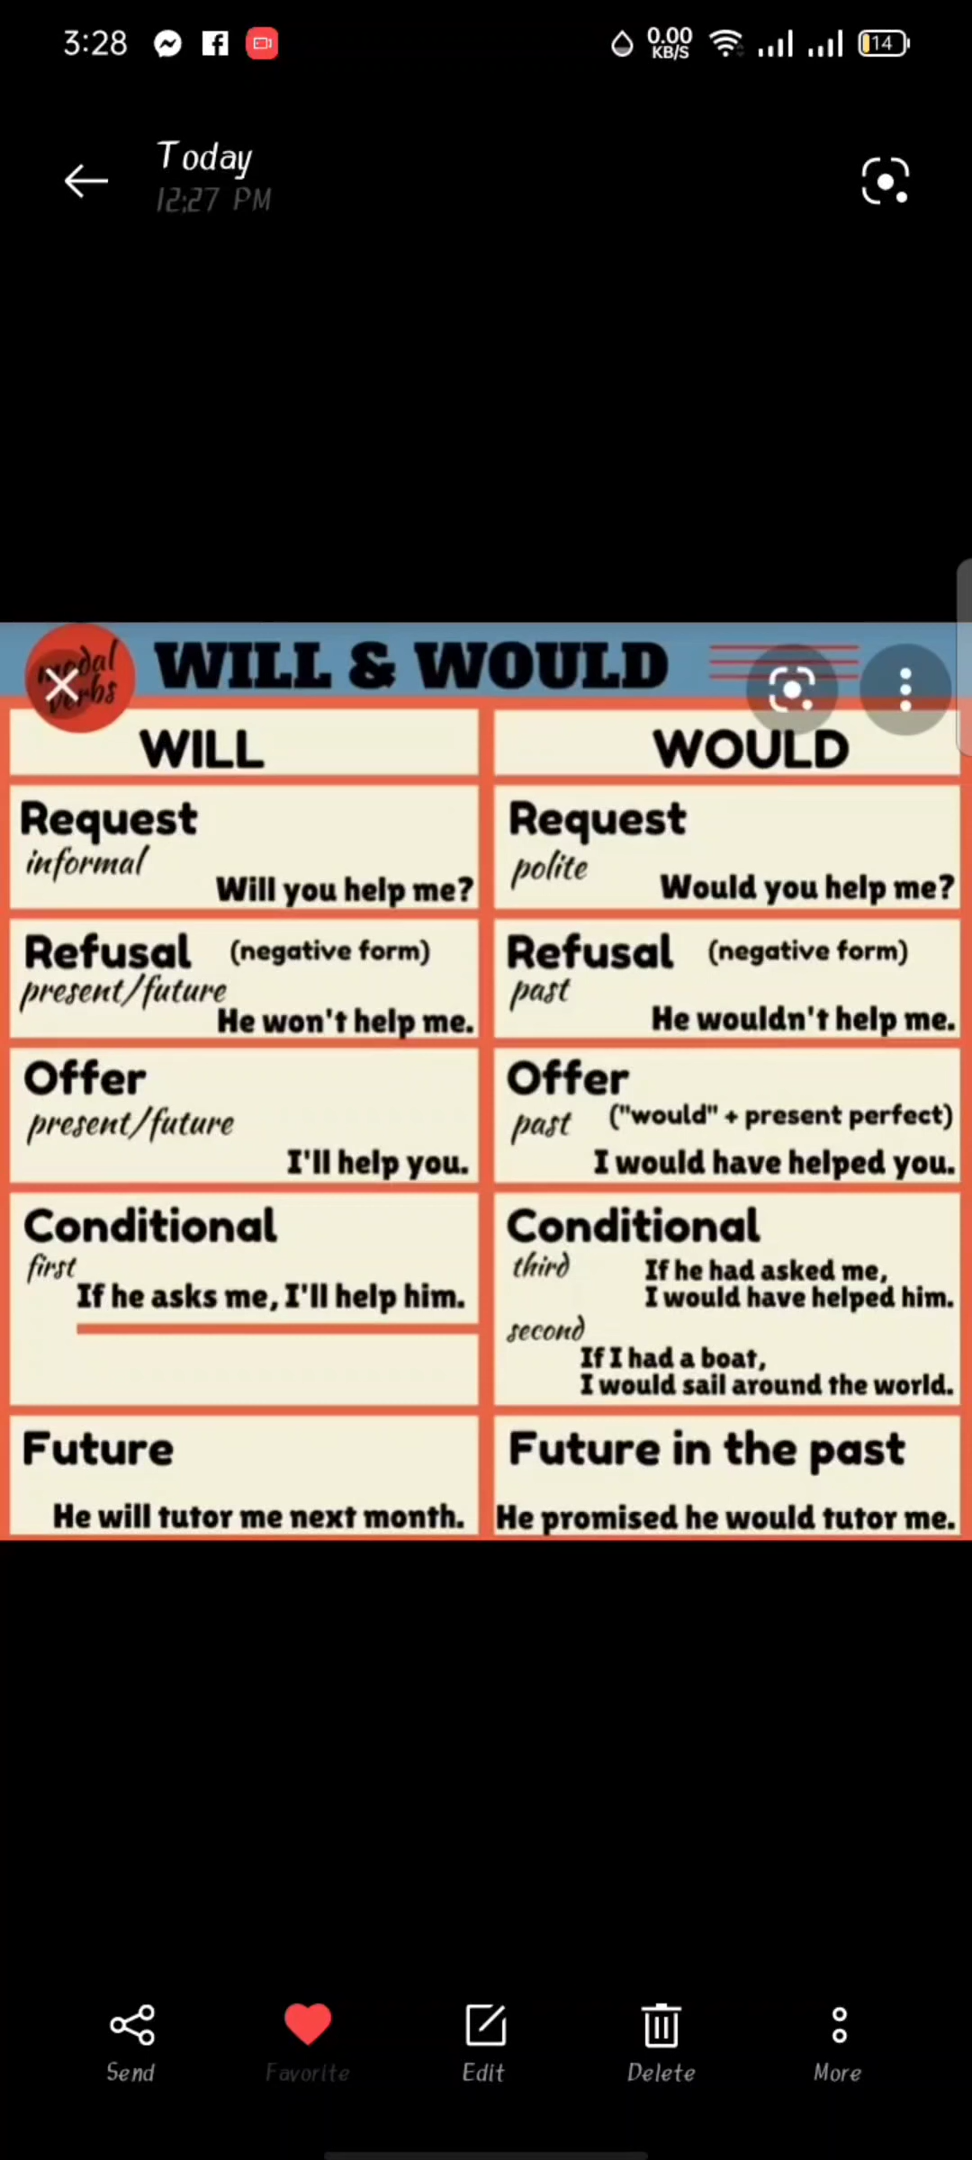 3:28
0.00
KB/S
14
Today
12:27 PM
modal
verbs
WILL & WOULD
WILL
WOULD
Request
informal
Will you help me?
Request
polite
Would you help me?
Refusal (negative form)
present/future
He won't help me.
Refusal (negative form)
past
He wouldn't help me.
Offer
present/future
I'll help you.
Offer
past ("would" + present perfect)
I would have helped you.
Conditional
first
If he asks me, I'll help him.
Conditional
third
If he had asked me,
I would have helped him.
second
If I had a boat,
I would sail around the world.
Future
He will tutor me next month.
Future in the past
He promised he would tutor me.
Send
Favorite
Edit
Delete
More